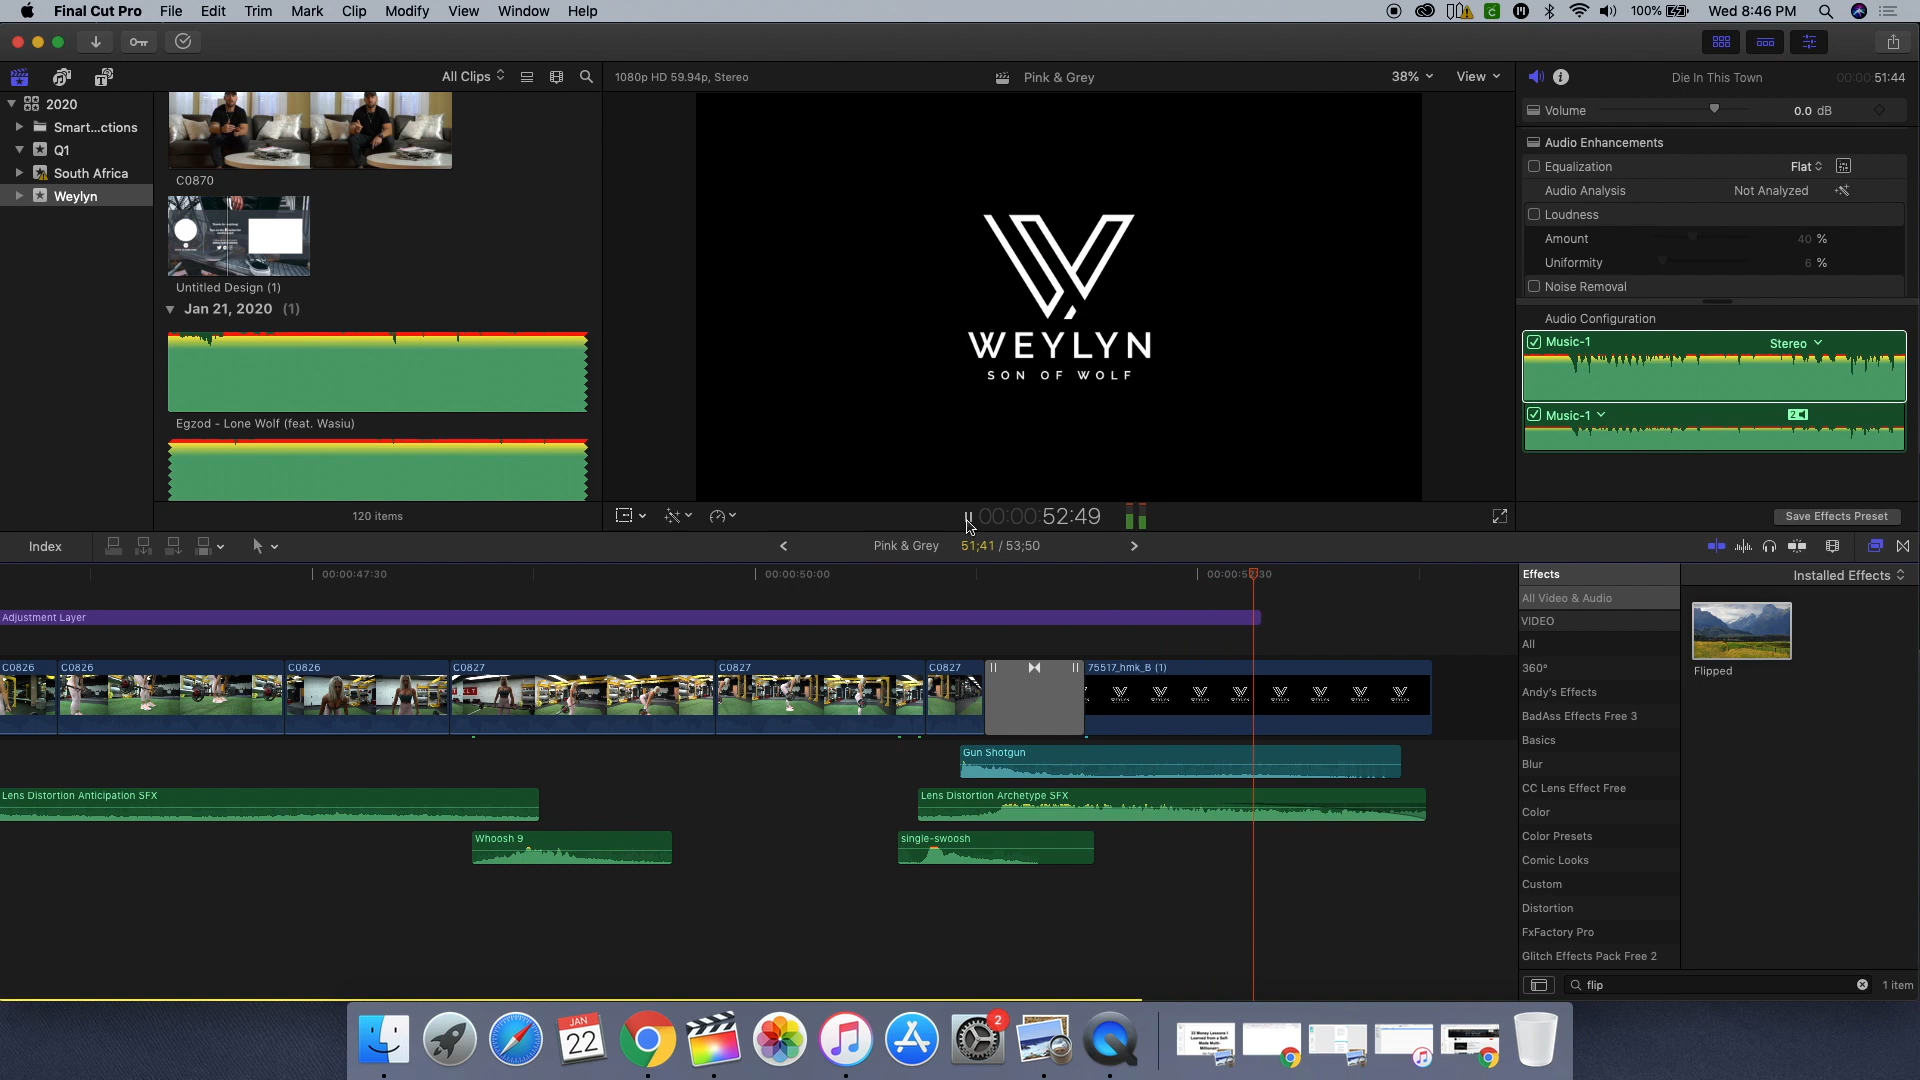 Final Cut Pro File Edit Trim Mark Clip Modify View Window Help 100% Wed 8:46 PM
All Clips 1080p HD 59.94p, Stereo Pink & Grey 38% View Die In This Town 00:00:51:44
2020
Smart...ctions
Q1
South Africa
Weylyn
C0870
Untitled Design (1)
Jan 21, 2020 (1)
Egzod - Lone Wolf (feat. Wasiu)
120 items
WEYLYN
SON OF WOLF
00:00:52:49
Volume 0.0 dB
Audio Enhancements
Equalization Flat
Audio Analysis Not Analyzed
Loudness
Amount 40 %
Uniformity 6 %
Noise Removal
Audio Configuration
Music-1 Stereo
Music-1 2
Save Effects Preset
Index Pink & Grey 51;41 / 53;50
00:00:47:30 00:00:50:00
Adjustment Layer
C0826 C0826 C0826 C0827 C0827 C0827 75517_hmk_B (1)
Gun Shotgun
Lens Distortion Anticipation SFX Lens Distortion Archetype SFX
Whoosh 9 single-swoosh
Effects Installed Effects
All Video & Audio
VIDEO
All
360°
Andy's Effects
BadAss Effects Free 3
Basics
Blur
CC Lens Effect Free
Color
Color Presets
Comic Looks
Custom
Distortion
FxFactory Pro
Glitch Effects Pack Free 2
Flipped
flip 1 item
JAN
22
2